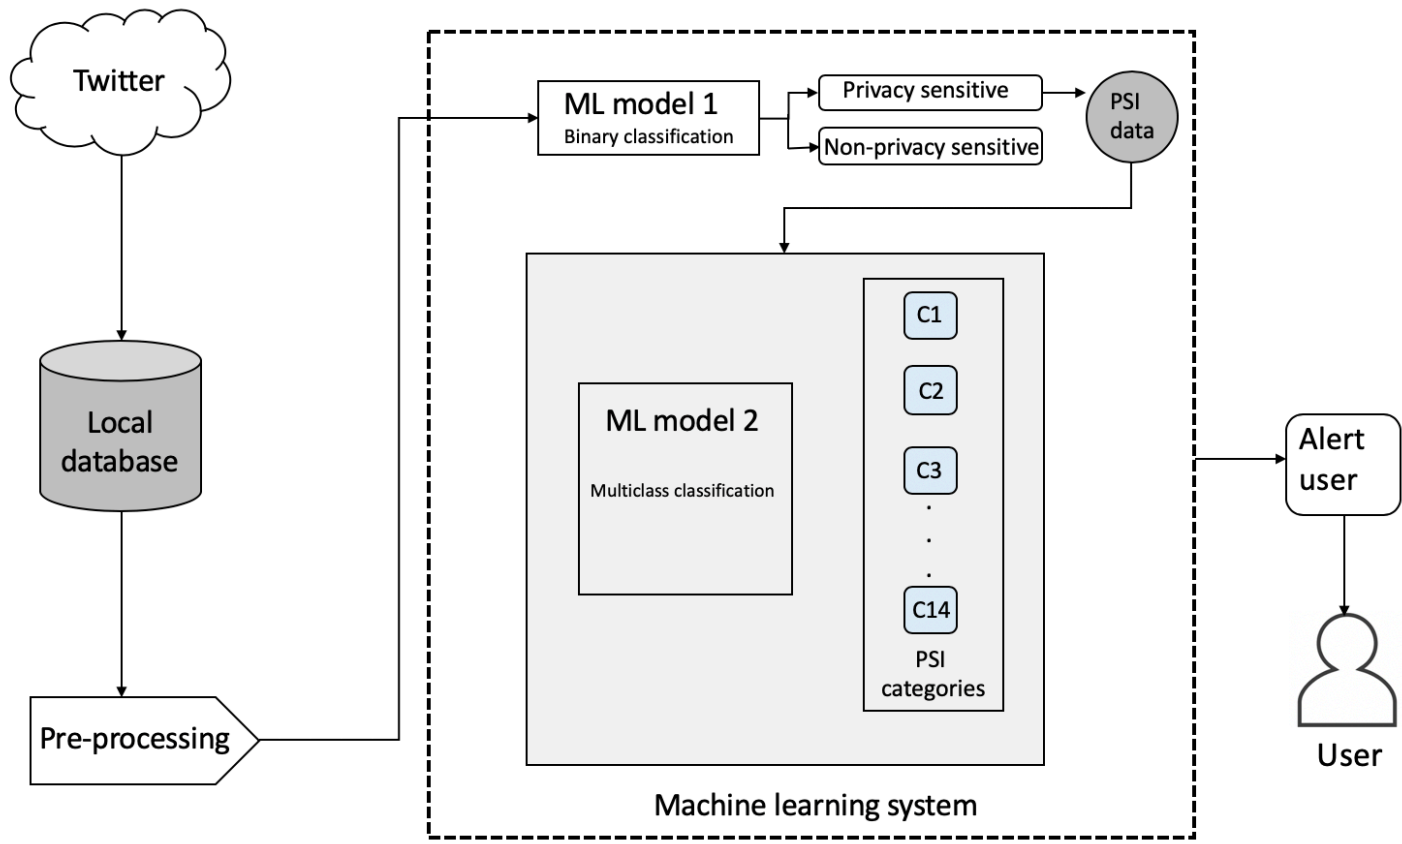 Twitter
Local
database
Pre-processing
ML model 1
Binary classification
Privacy sensitive
Non-privacy sensitive
PSI
data
ML model 2
Multiclass classification
C1
C2
C3
.
.
.
C14
PSI
categories
Machine learning system
Alert
user
User